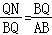 QN/BQ = BQ/AB